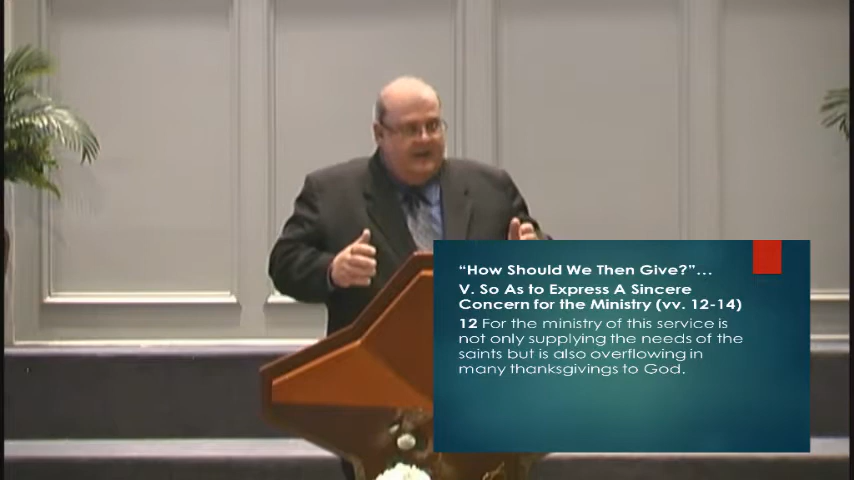 “How Should We Then Give?”…
V. So As to Express A Sincere
Concern for the Ministry (vv. 12-14)
12 For the ministry of this service is
not only supplying the needs of the
saints but is also overflowing in
many thanksgivings to God.